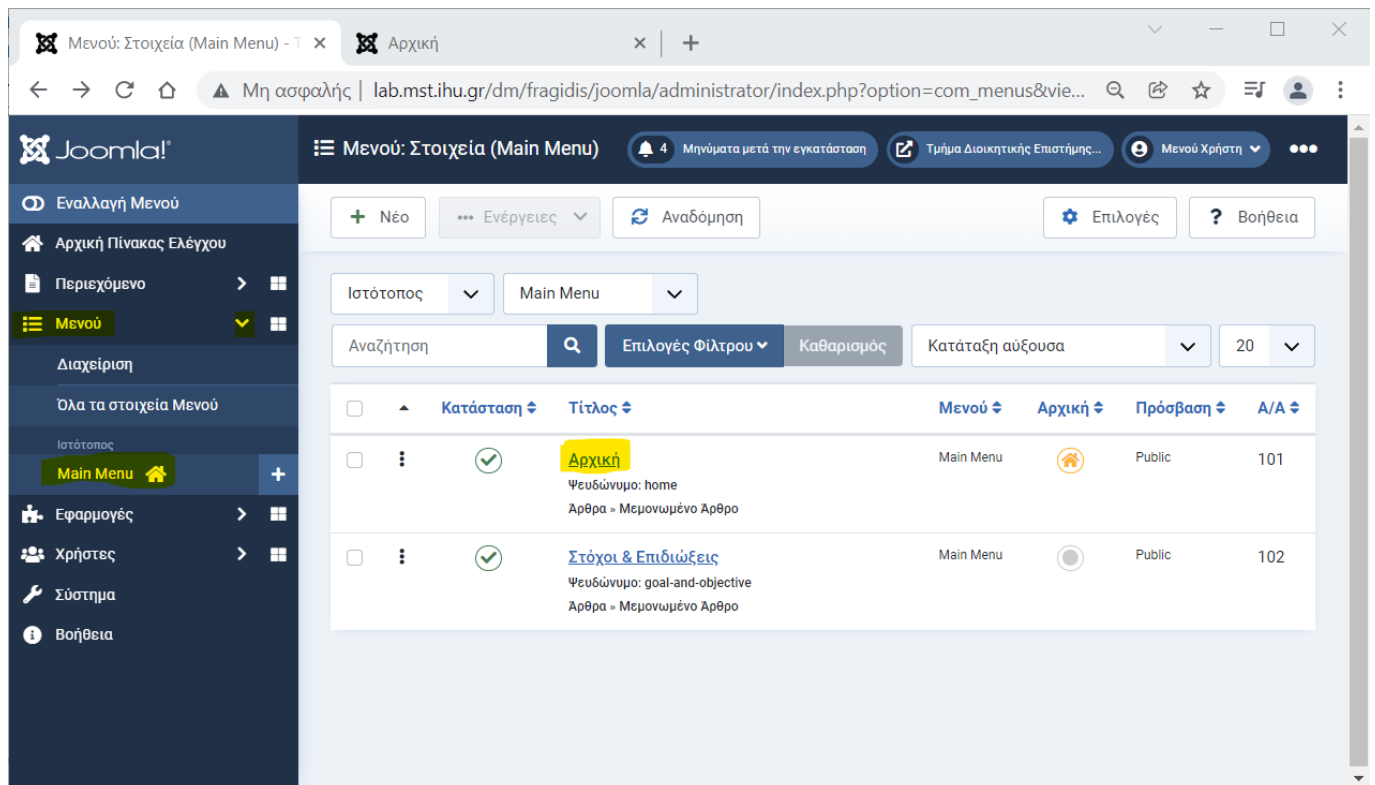 Μενού: Στοιχεία (Main Menu) - T
Αρχική
Μη ασφαλής | lab.mst.ihu.gr/dm/fragidis/joomla/administrator/index.php?option=com_menus&vie...
Joomla!
Μενού: Στοιχεία (Main Menu)
4 Μηνύματα μετά την εγκατάσταση
Τμήμα Διοικητικής Επιστήμης...
Μενού Χρήστη
Εναλλαγή Μενού
Αρχική Πίνακας Ελέγχου
Περιεχόμενο
Μενού
Διαχείριση
Όλα τα στοιχεία Μενού
Ιστότοπος
Main Menu
Εφαρμογές
Χρήστες
Σύστημα
Βοήθεια
Νέο
Ενέργειες
Αναδόμηση
Επιλογές
? Βοήθεια
Ιστότοπος
Main Menu
Αναζήτηση
Επιλογές Φίλτρου
Καθαρισμός
Κατάταξη αύξουσα
20
Κατάσταση Τίτλος Μενού Αρχική Πρόσβαση Α/Α
Αρχική Main Menu Public 101
Ψευδώνυμο: home
Άρθρα » Μεμονωμένο Άρθρο
Στόχοι & Επιδιώξεις Main Menu Public 102
Ψευδώνυμο: goal-and-objective
Άρθρα » Μεμονωμένο Άρθρο